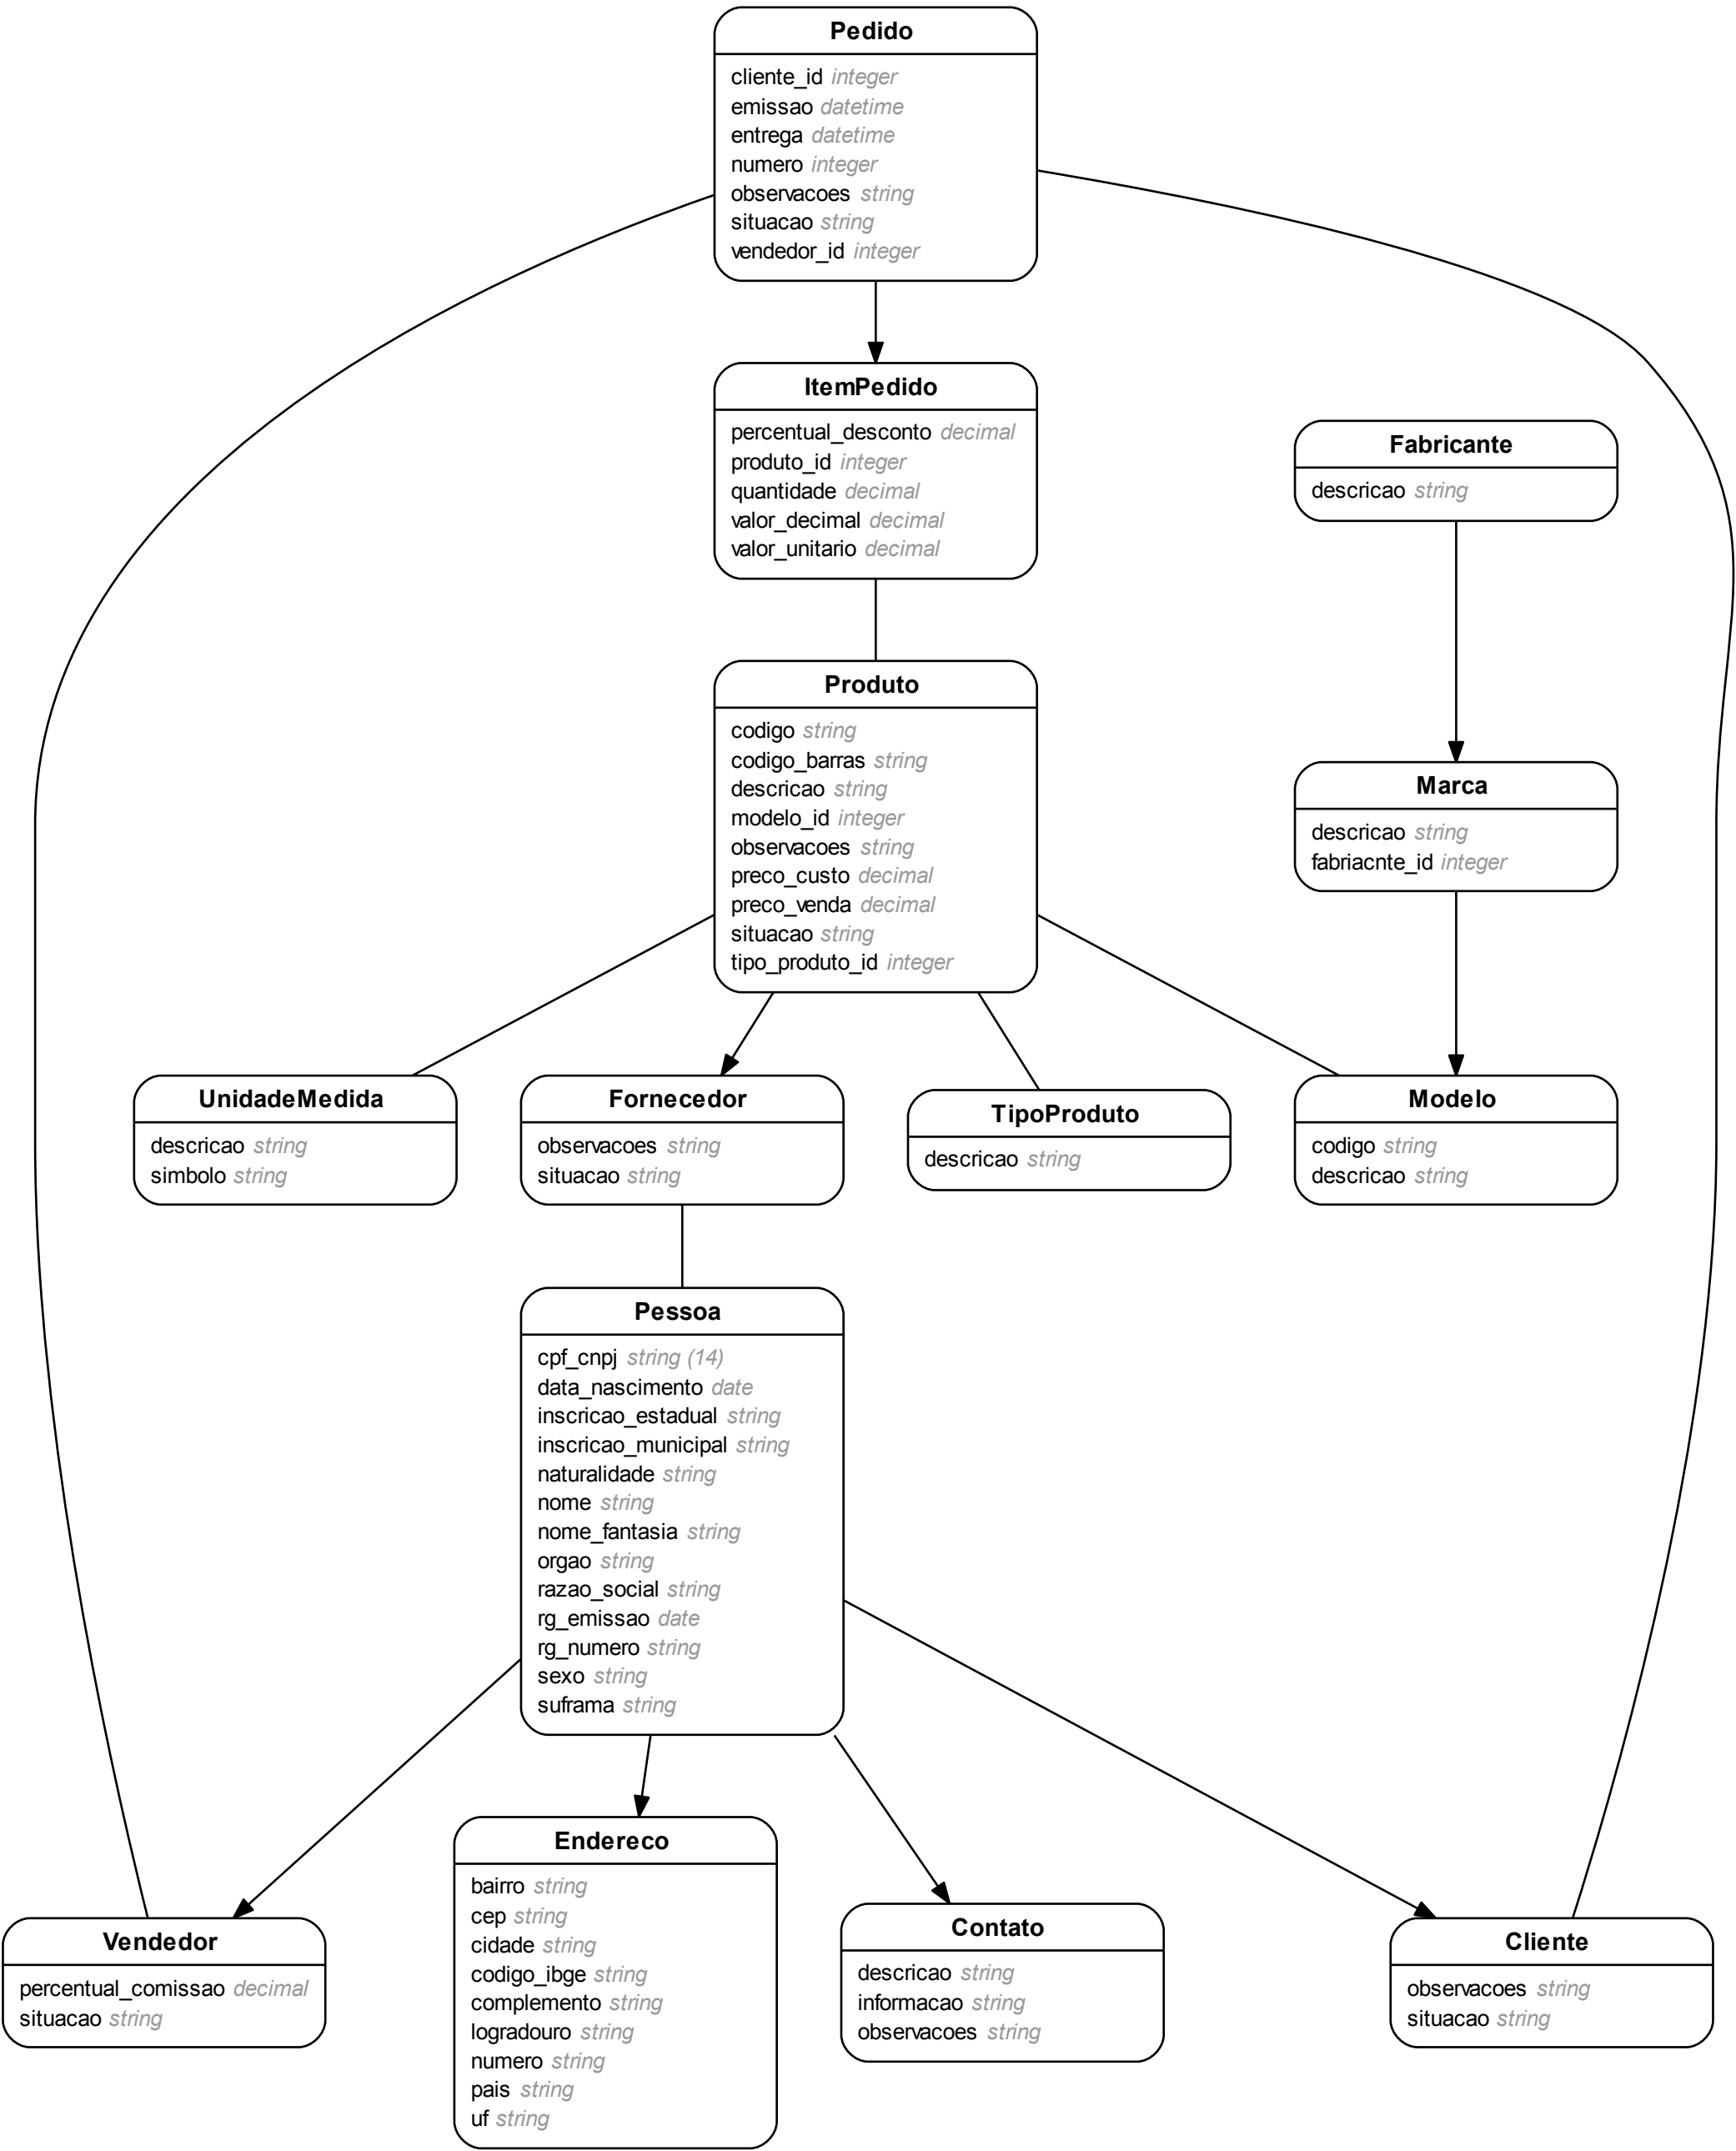 Pedido
cliente_id integer
emissao datetime
entrega datetime
numero integer
observacoes string
situacao string
vendedor_id integer
ItemPedido
percentual_desconto decimal
produto_id integer
quantidade decimal
valor_decimal decimal
valor_unitario decimal
Fabricante
descricao string
Produto
codigo string
codigo_barras string
descricao string
modelo_id integer
observacoes string
preco_custo decimal
preco_venda decimal
situacao string
tipo_produto_id integer
Marca
descricao string
fabriacnte_id integer
UnidadeMedida
descricao string
simbolo string
Fornecedor
observacoes string
situacao string
TipoProduto
descricao string
Modelo
codigo string
descricao string
Pessoa
cpf_cnpj string (14)
data_nascimento date
inscricao_estadual string
inscricao_municipal string
naturalidade string
nome string
nome_fantasia string
orgao string
razao_social string
rg_emissao date
rg_numero string
sexo string
suframa string
Vendedor
percentual_comissao decimal
situacao string
Endereco
bairro string
cep string
cidade string
codigo_ibge string
complemento string
logradouro string
numero string
pais string
uf string
Contato
descricao string
informacao string
observacoes string
Cliente
observacoes string
situacao string